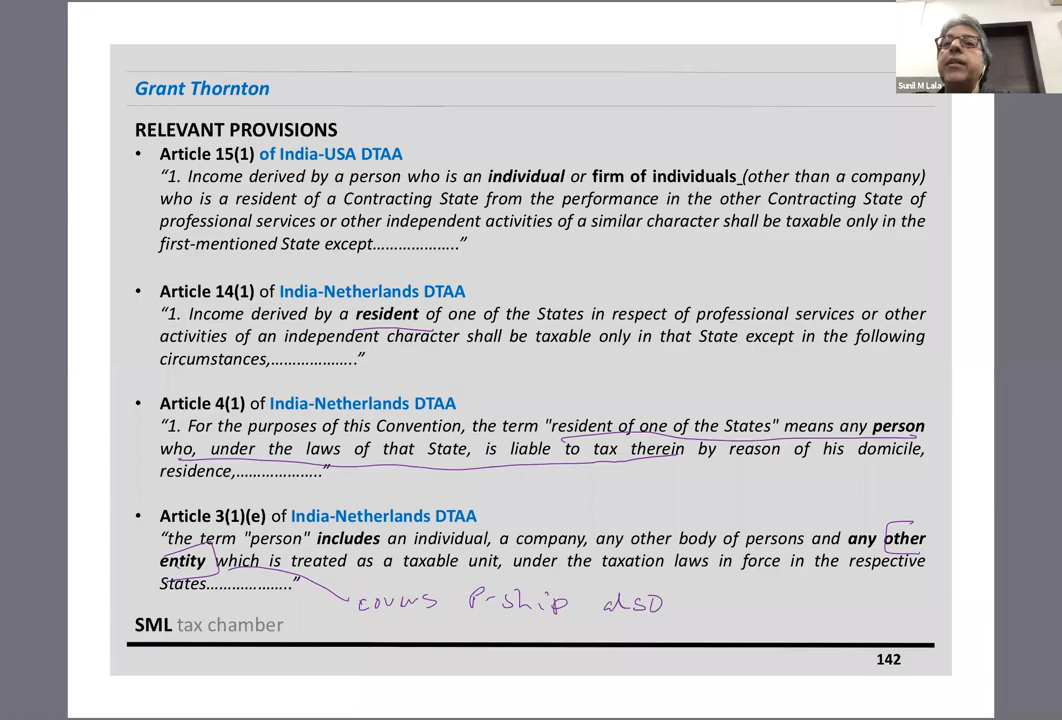 Sunil M Lala
Grant Thornton
RELEVANT PROVISIONS
• Article 15(1) of India-USA DTAA
“1. Income derived by a person who is an individual or firm of individuals (other than a company)
who is a resident of a Contracting State from the performance in the other Contracting State of
professional services or other independent activities of a similar character shall be taxable only in the
first-mentioned State except………………..”
• Article 14(1) of India-Netherlands DTAA
“1. Income derived by a resident of one of the States in respect of professional services or other
activities of an independent character shall be taxable only in that State except in the following
circumstances,………………..”
• Article 4(1) of India-Netherlands DTAA
“1. For the purposes of this Convention, the term "resident of one of the States" means any person
who, under the laws of that State, is liable to tax therein by reason of his domicile,
residence,………………..”
• Article 3(1)(e) of India-Netherlands DTAA
“the term "person" includes an individual, a company, any other body of persons and any other
entity which is treated as a taxable unit, under the taxation laws in force in the respective
States………………..”
covers P-ship also
SML tax chamber
142